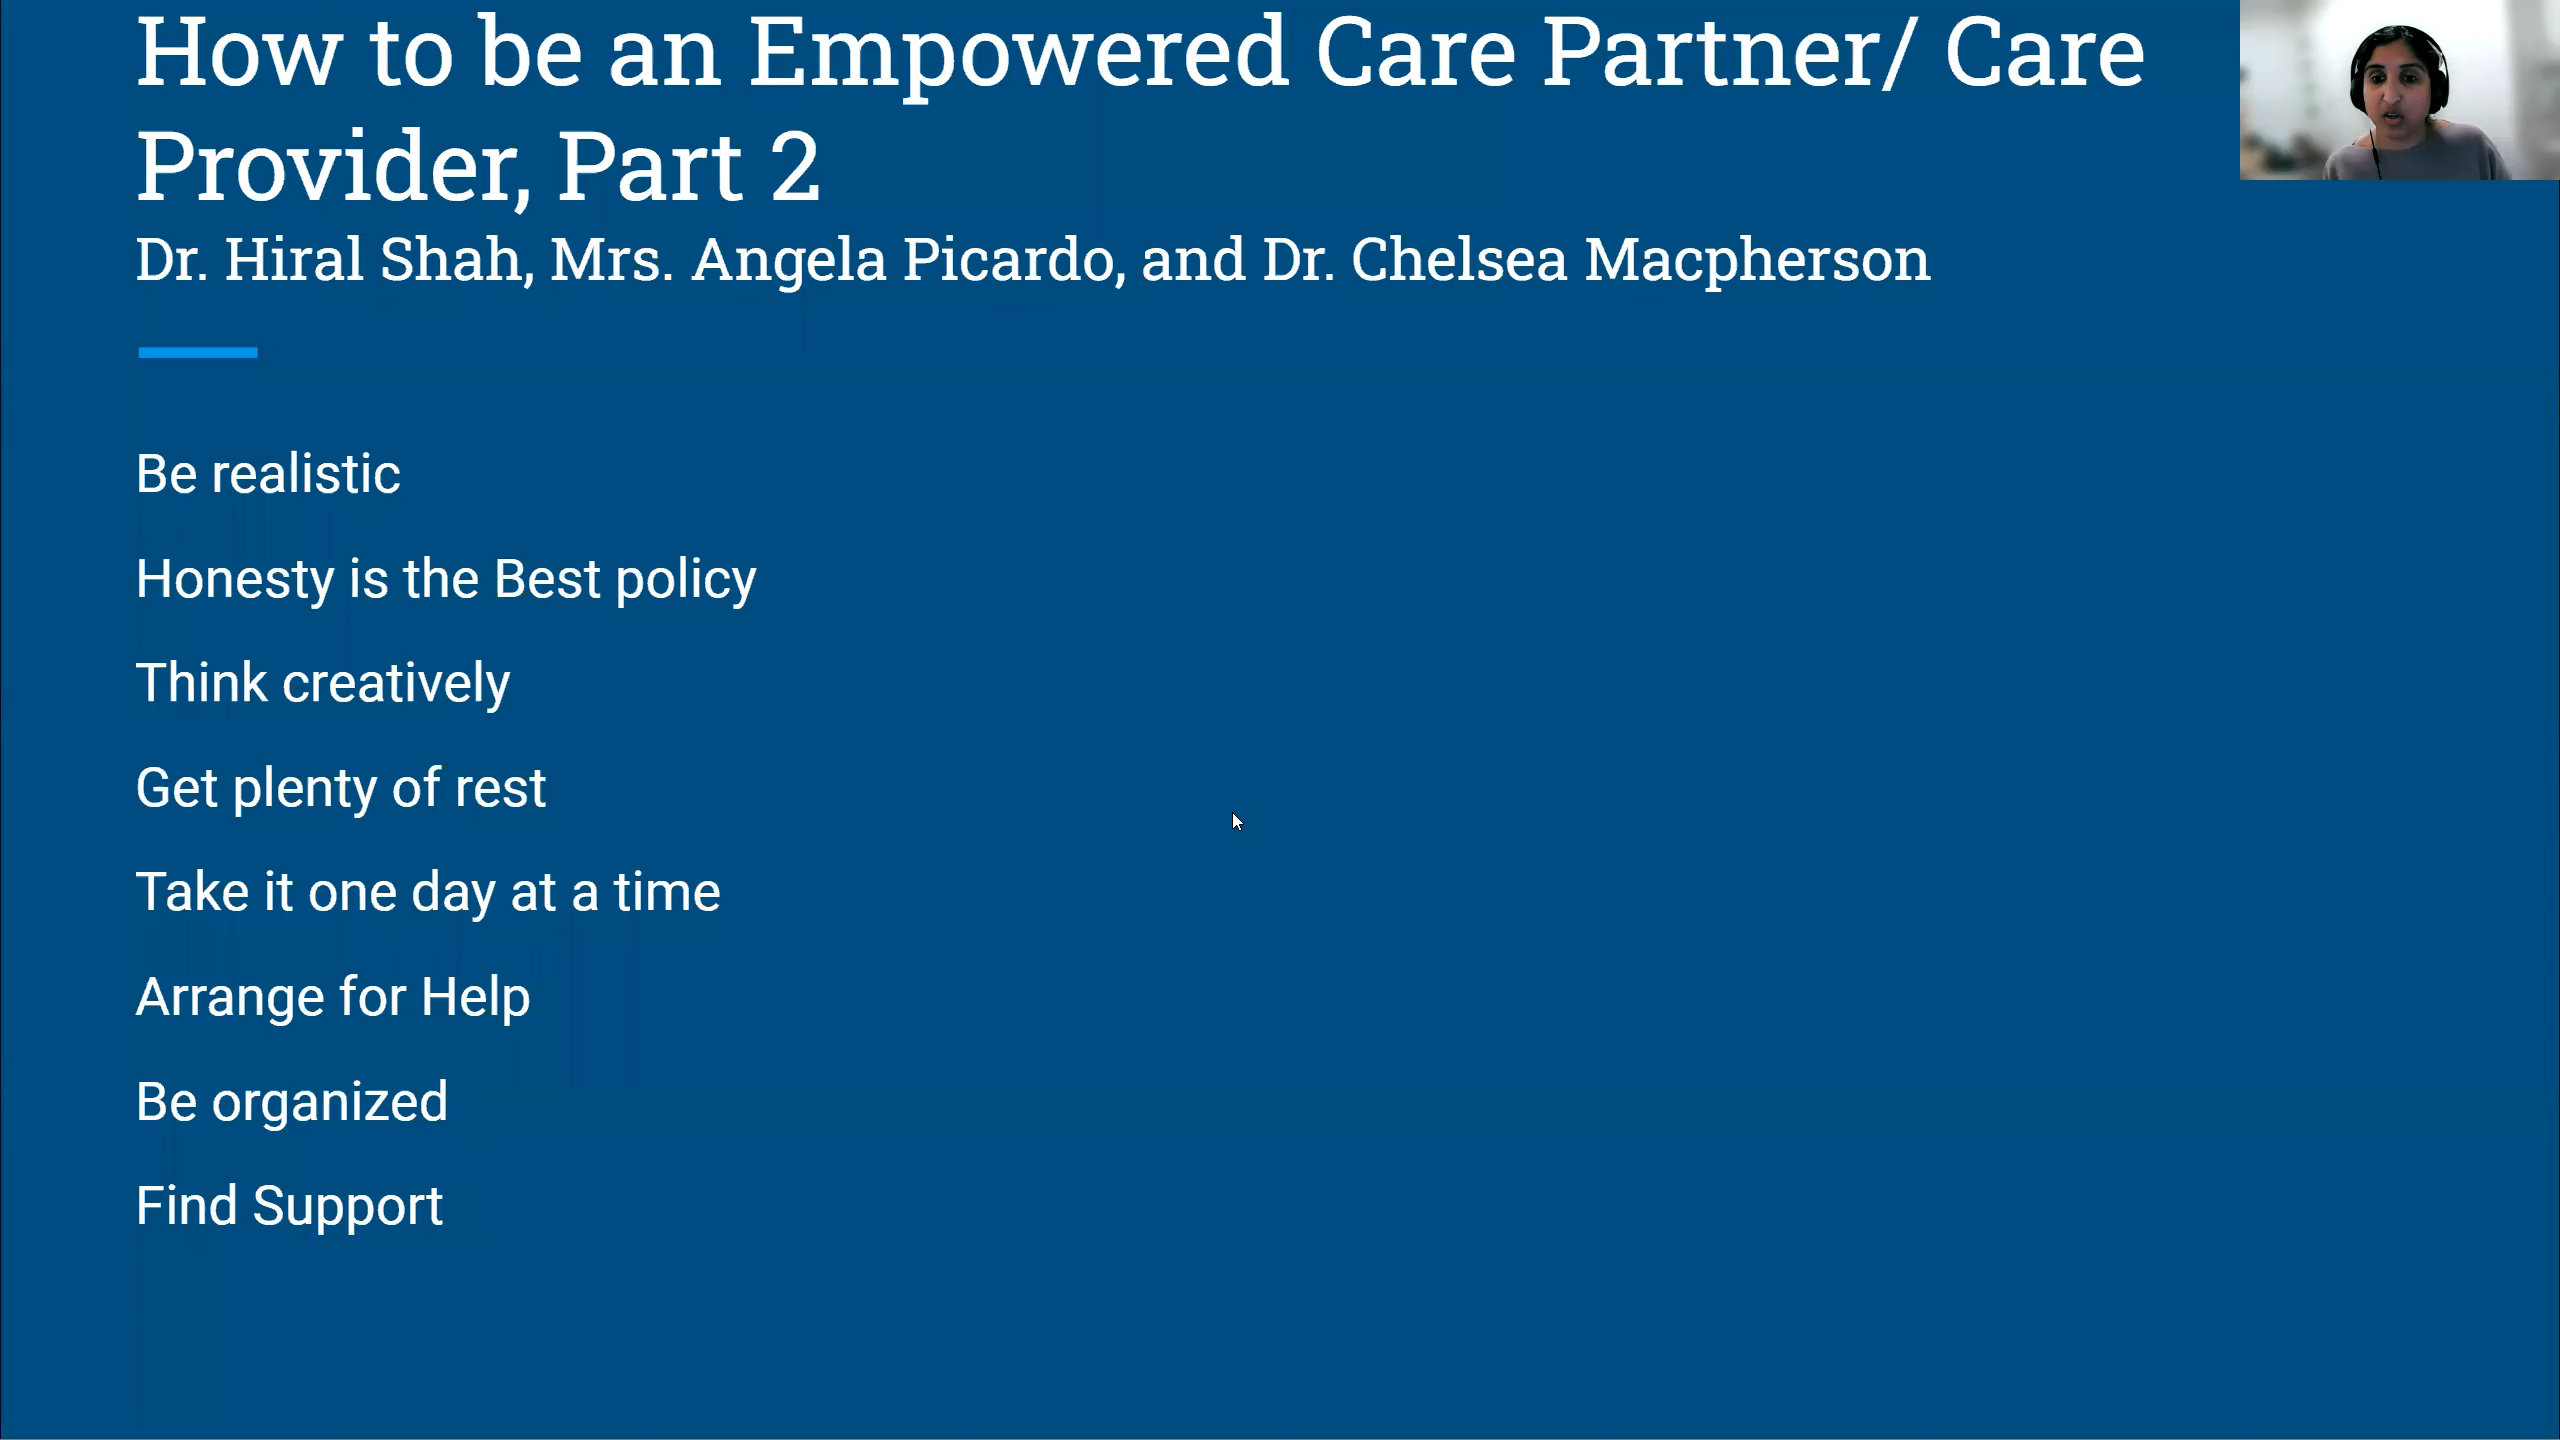 How to be an Empowered Care Partner/ Care
Provider, Part 2
Dr. Hiral Shah, Mrs. Angela Picardo, and Dr. Chelsea Macpherson
Be realistic
Honesty is the Best policy
Think creatively
Get plenty of rest
Take it one day at a time
Arrange for Help
Be organized
Find Support